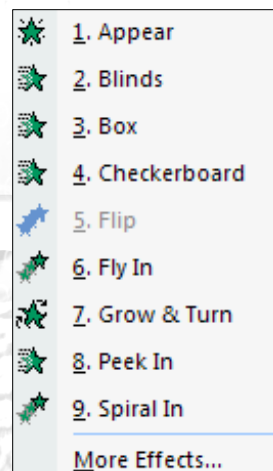 1. Appear
2. Blinds
3. Box
4. Checkerboard
5. Flip
6. Fly In
7. Grow & Turn
8. Peek In
9. Spiral In
More Effects...